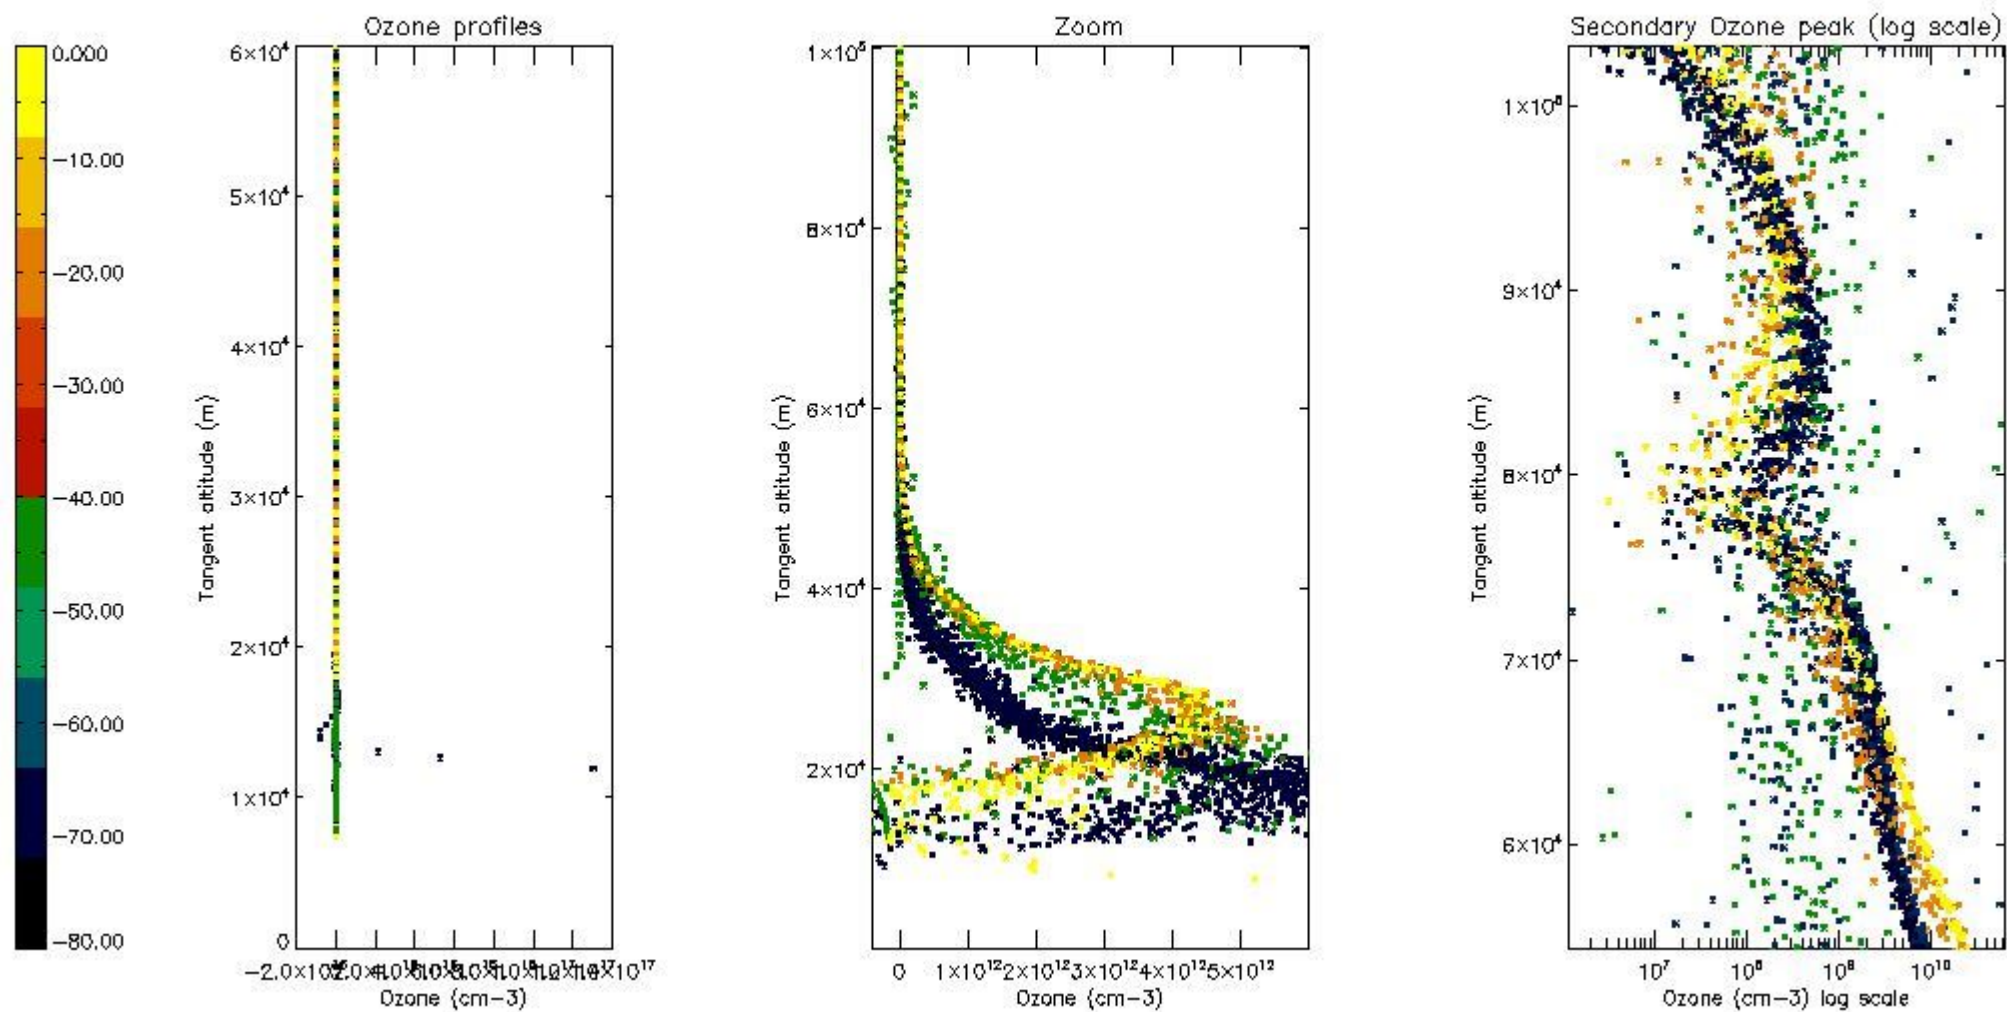 Ozone profiles
Zoom
Secondary Ozone peak (log scale)
0.000
-10.00
-20.00
-30.00
-40.00
-50.00
-60.00
-70.00
-80.00
6×10⁴
5×10⁴
4×10⁴
3×10⁴
2×10⁴
1×10⁴
0
Tangent altitude (m)
Ozone (cm-3)
1×10⁵
8×10⁴
6×10⁴
4×10⁴
2×10⁴
Tangent altitude (m)
0 1×10¹² 2×10¹² 3×10¹² 4×10¹² 5×10¹²
Ozone (cm-3)
9×10⁴
8×10⁴
7×10⁴
6×10⁴
Tangent altitude (m)
10⁷ 10⁸ 10⁹ 10¹⁰
Ozone (cm-3) log scale